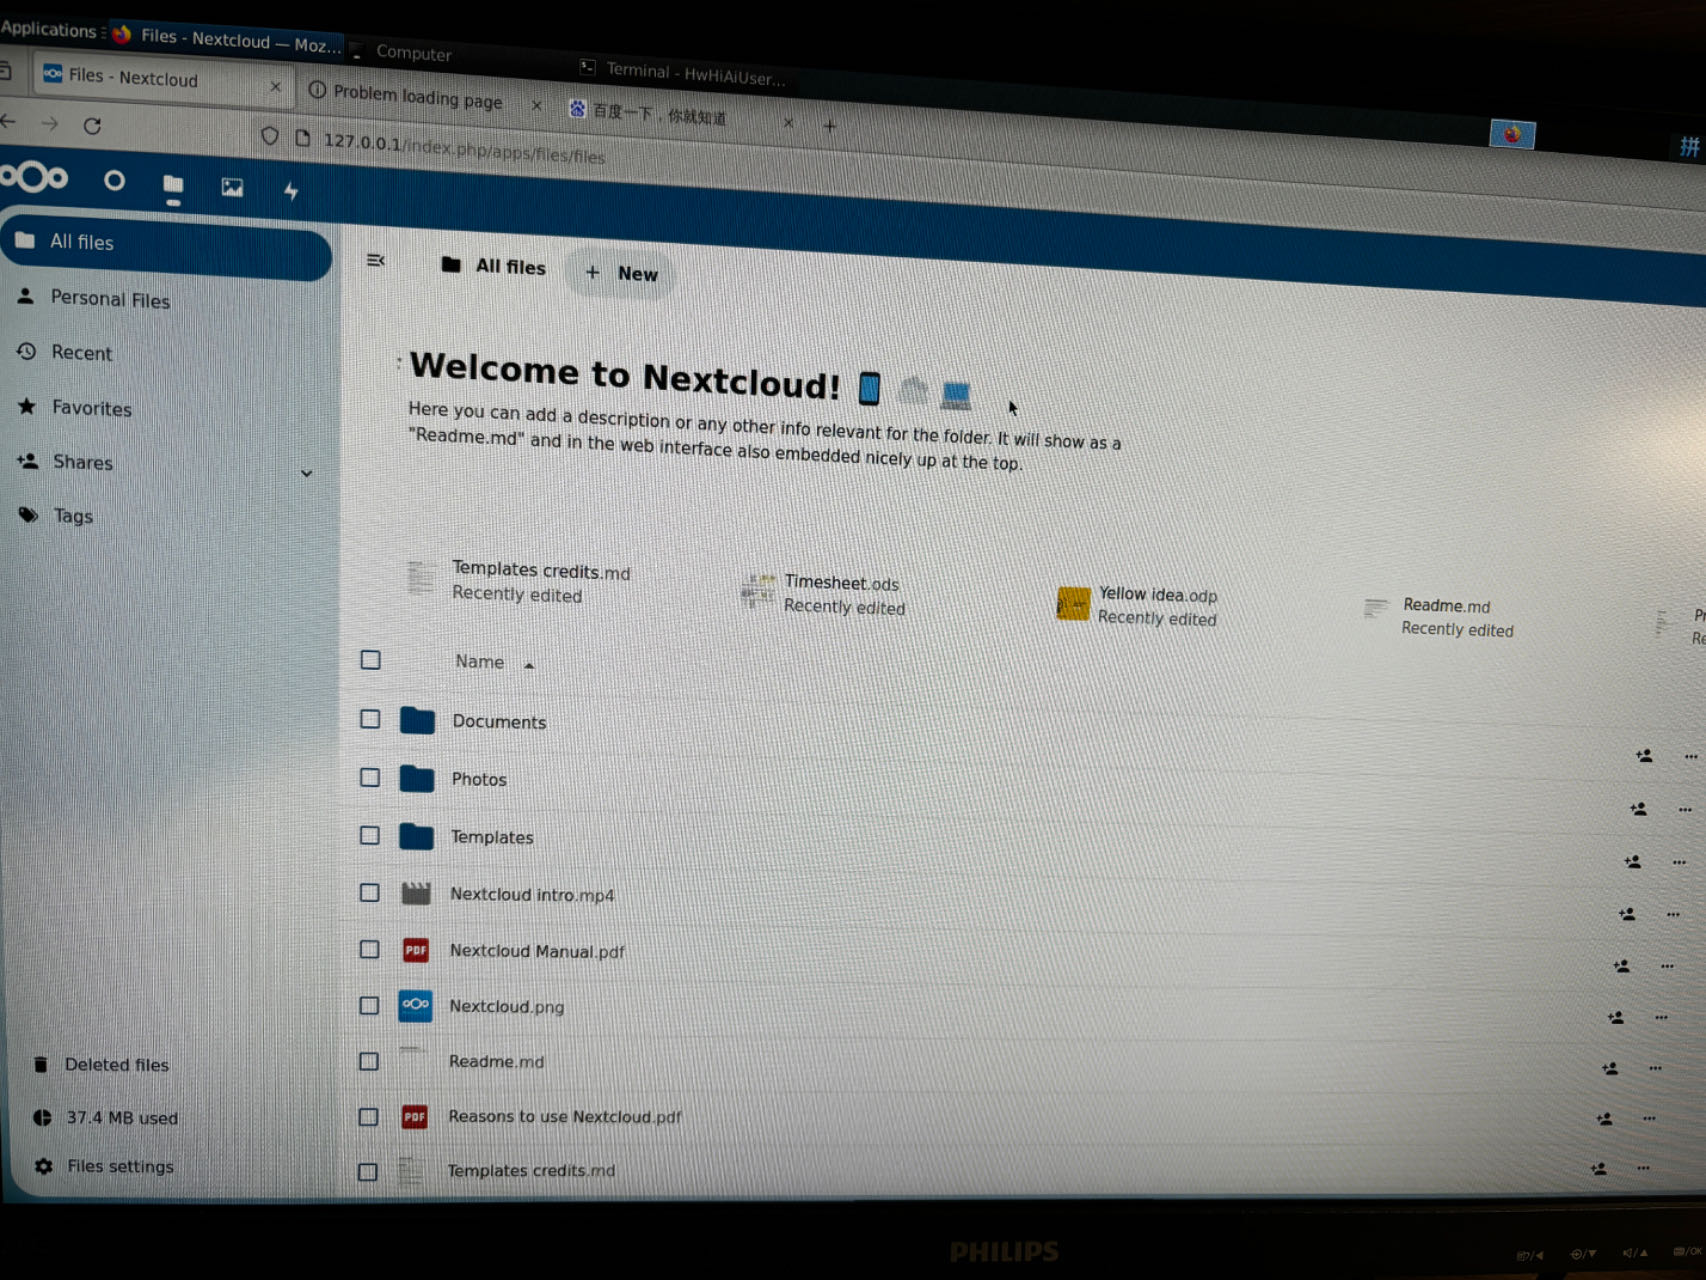 Applications
Files - Nextcloud — Moz...
Computer
Terminal - HwHiAiUser...
Files - Nextcloud
Problem loading page
百度一下，你就知道
127.0.0.1/index.php/apps/files/files
All files
Personal Files
Recent
Favorites
Shares
Tags
All files
+ New
Welcome to Nextcloud!
Here you can add a description or any other info relevant for the folder. It will show as a
"Readme.md" and in the web interface also embedded nicely up at the top.
Templates credits.md
Recently edited
Timesheet.ods
Recently edited
Yellow idea.odp
Recently edited
Readme.md
Recently edited
Name
Documents
Photos
Templates
Nextcloud intro.mp4
PDF Nextcloud Manual.pdf
Nextcloud.png
Readme.md
PDF Reasons to use Nextcloud.pdf
Templates credits.md
Deleted files
37.4 MB used
Files settings
PHILIPS